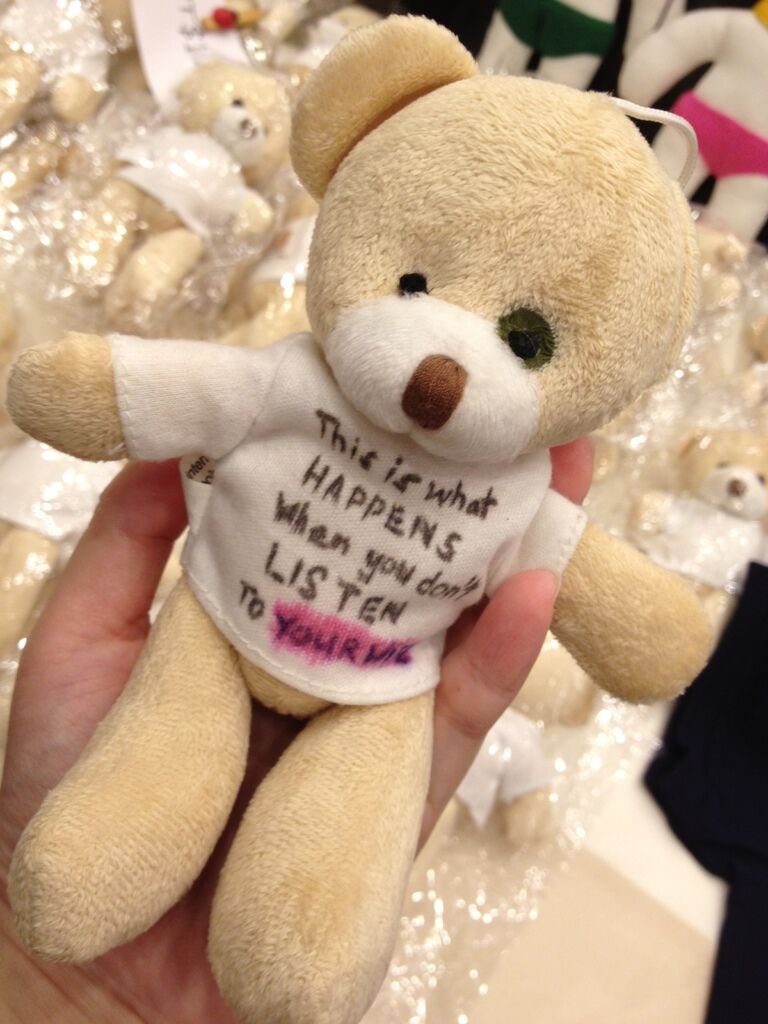 This is what
HAPPENS
when you don't
LISTEN
TO YOUR MIC